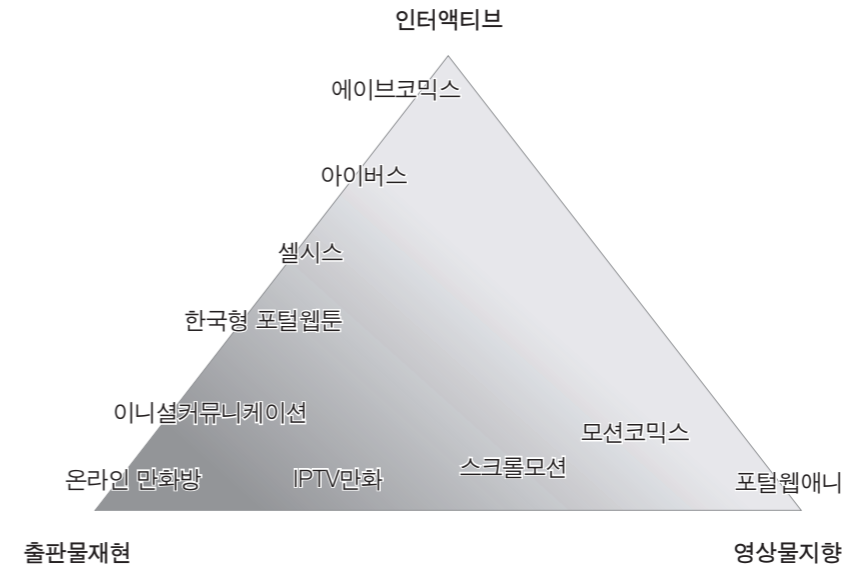 인터액티브
에이브코믹스
아이버스
셀시스
한국형 포털웹툰
이니셜커뮤니케이션
모션코믹스
스크롤모션
온라인 만화방
IPTV만화
포털웹애니
출판물재현
영상물지향